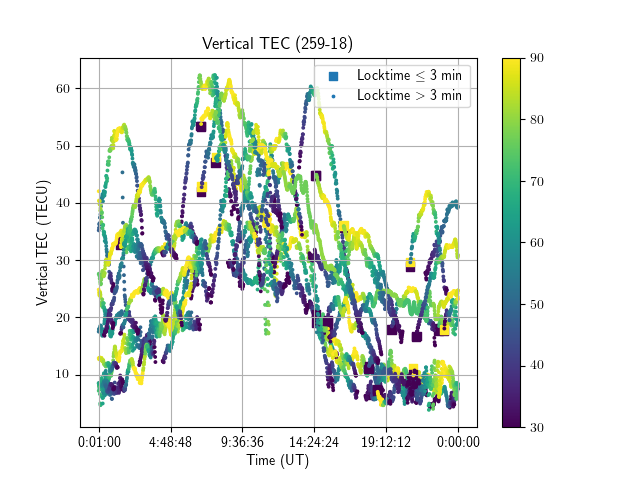 Vertical TEC (259-18)
Locktime ≤ 3 min
Locktime > 3 min
Vertical TEC (TECU)
60
50
40
30
20
10
0:01:00 4:48:48 9:36:36 14:24:24 19:12:12 0:00:00
Time (UT)
90
80
70
60
50
40
30